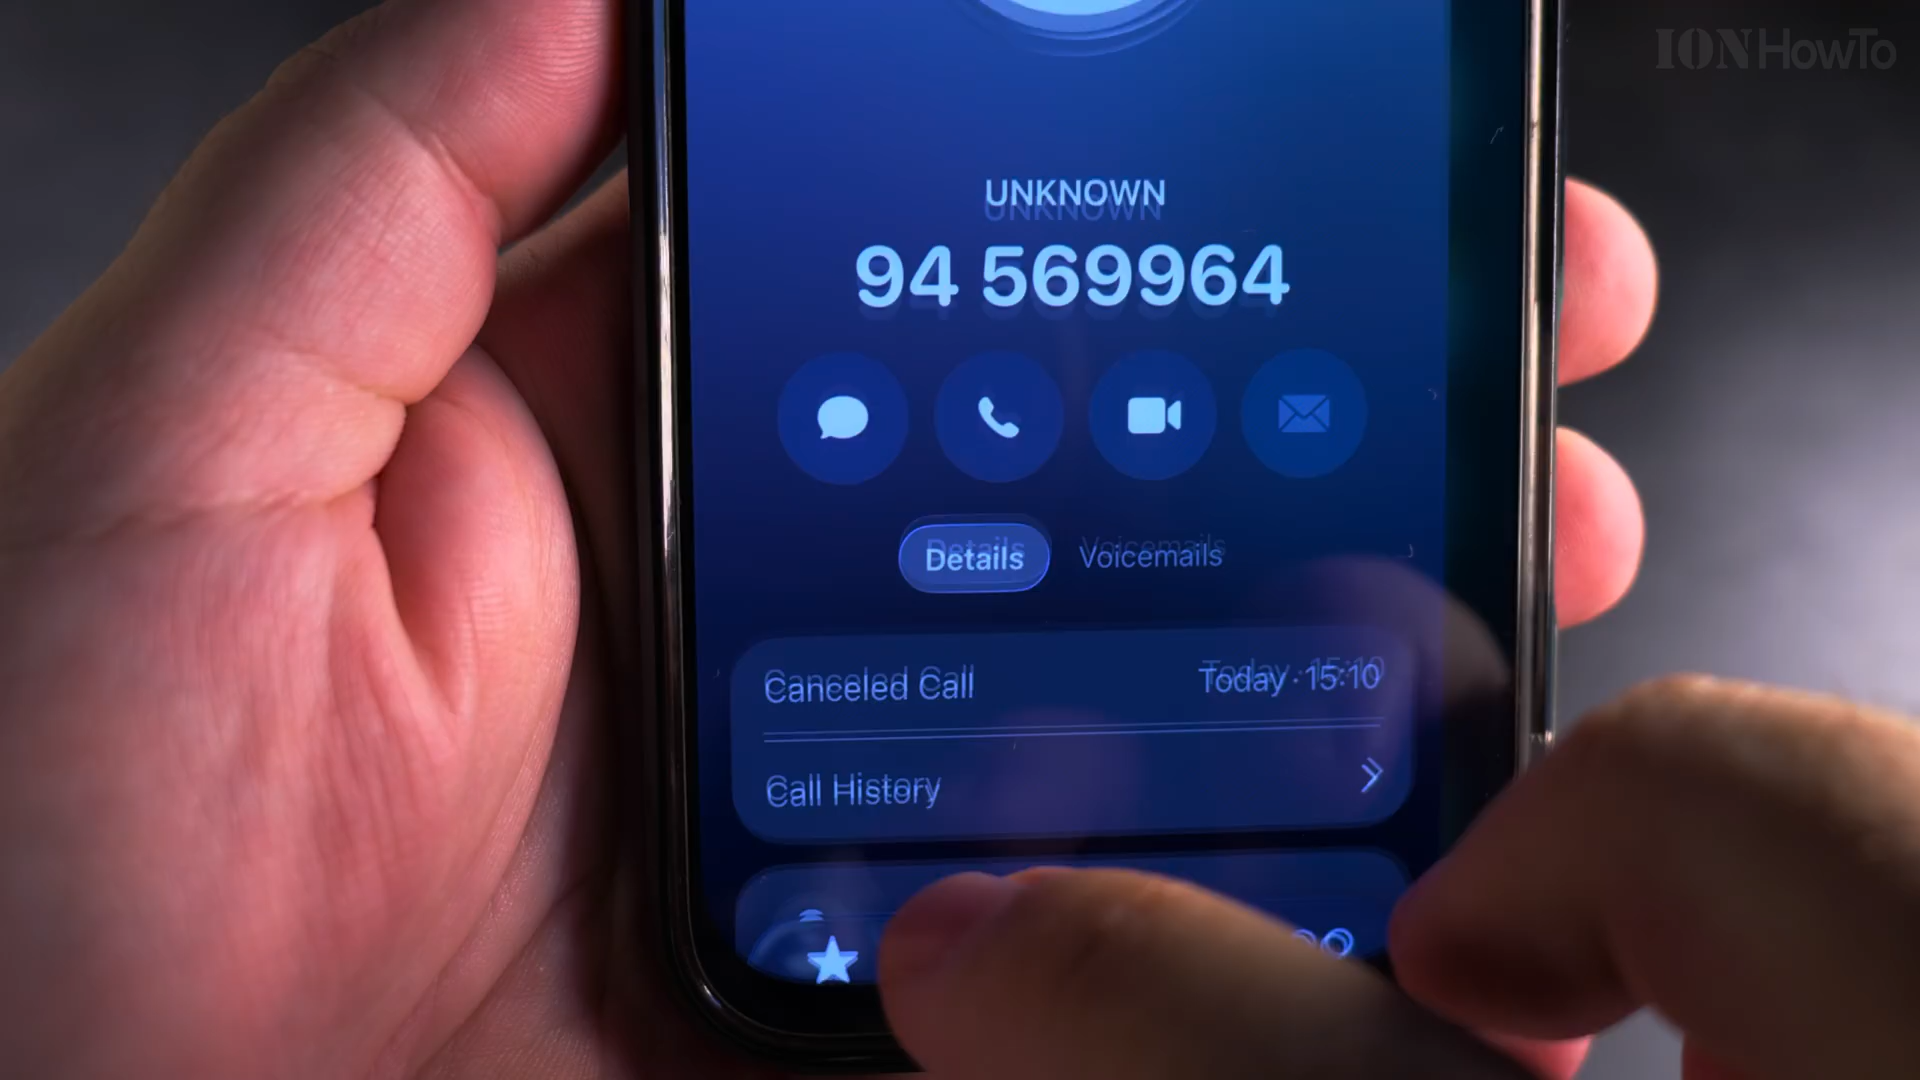 IONHowTo
UNKNOWN
94 569964
Details
Voicemails
Canceled Call
Today · 15:10
Call History